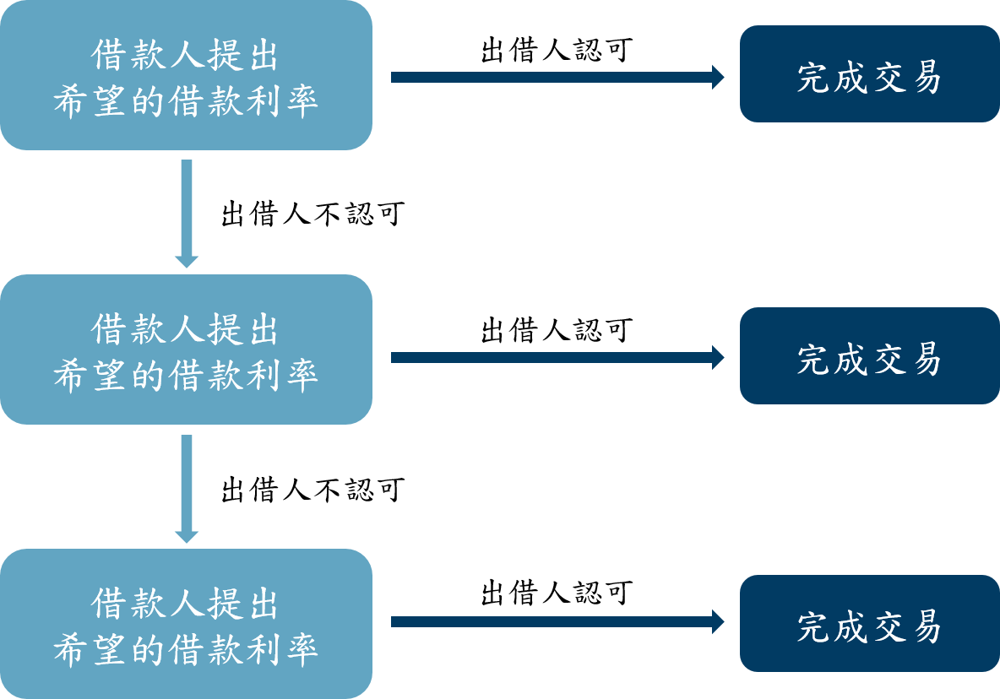 借款人提出
希望的借款利率
出借人認可
完成交易
出借人不認可
借款人提出
希望的借款利率
出借人認可
完成交易
出借人不認可
借款人提出
希望的借款利率
出借人認可
完成交易